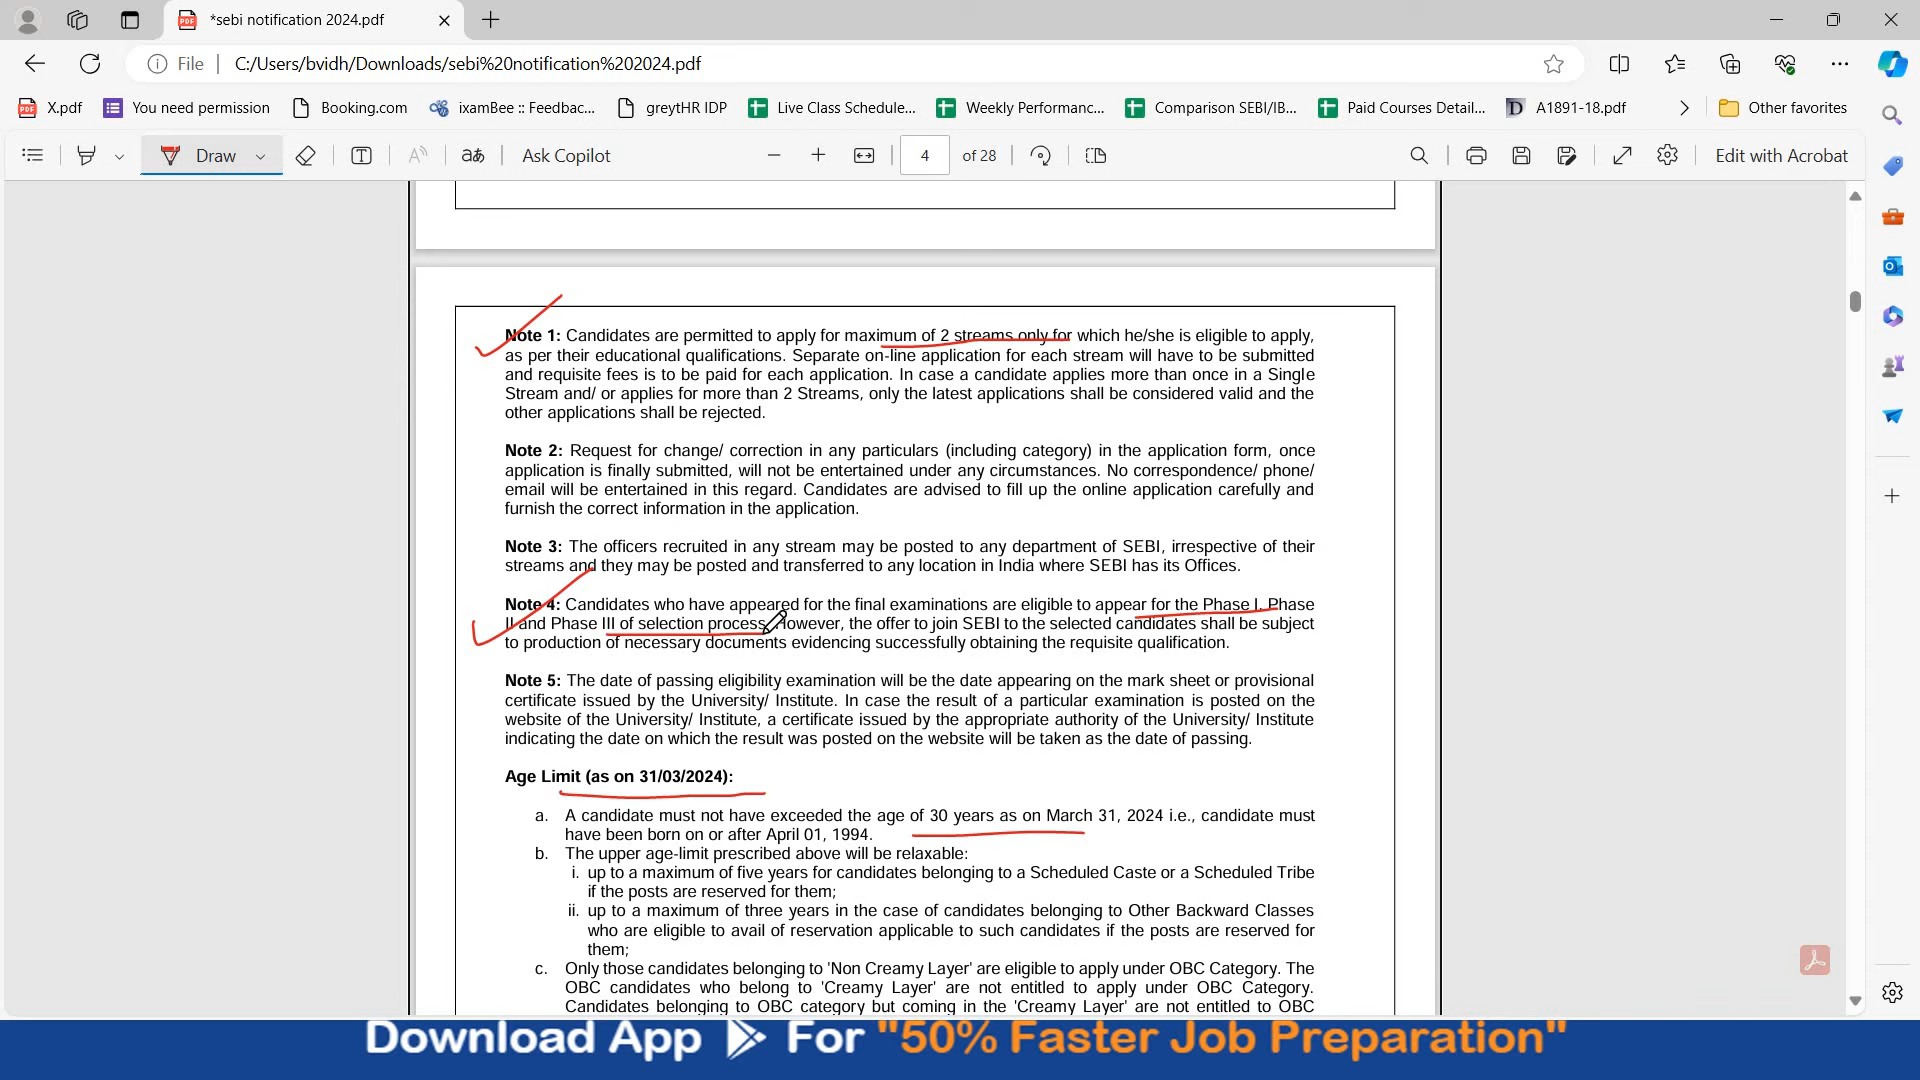 *sebi notification 2024.pdf
File
C:/Users/bvidh/Downloads/sebi%20notification%202024.pdf
X.pdf
You need permission
Booking.com
ixamBee :: Feedbac...
greytHR IDP
Live Class Schedule...
Weekly Performanc...
Comparison SEBI/IB...
Paid Courses Detail...
A1891-18.pdf
Other favorites
Draw
Ask Copilot
4 of 28
Edit with Acrobat
Note 1: Candidates are permitted to apply for maximum of 2 streams only for which he/she is eligible to apply,
as per their educational qualifications. Separate on-line application for each stream will have to be submitted
and requisite fees is to be paid for each application. In case a candidate applies more than once in a Single
Stream and/ or applies for more than 2 Streams, only the latest applications shall be considered valid and the
other applications shall be rejected.
Note 2: Request for change/ correction in any particulars (including category) in the application form, once
application is finally submitted, will not be entertained under any circumstances. No correspondence/ phone/
email will be entertained in this regard. Candidates are advised to fill up the online application carefully and
furnish the correct information in the application.
Note 3: The officers recruited in any stream may be posted to any department of SEBI, irrespective of their
streams and they may be posted and transferred to any location in India where SEBI has its Offices.
Note 4: Candidates who have appeared for the final examinations are eligible to appear for the Phase I, Phase
II and Phase III of selection process. However, the offer to join SEBI to the selected candidates shall be subject
to production of necessary documents evidencing successfully obtaining the requisite qualification.
Note 5: The date of passing eligibility examination will be the date appearing on the mark sheet or provisional
certificate issued by the University/ Institute. In case the result of a particular examination is posted on the
website of the University/ Institute, a certificate issued by the appropriate authority of the University/ Institute
indicating the date on which the result was posted on the website will be taken as the date of passing.
Age Limit (as on 31/03/2024):
a. A candidate must not have exceeded the age of 30 years as on March 31, 2024 i.e., candidate must
have been born on or after April 01, 1994.
b. The upper age-limit prescribed above will be relaxable:
i. up to a maximum of five years for candidates belonging to a Scheduled Caste or a Scheduled Tribe
if the posts are reserved for them;
ii. up to a maximum of three years in the case of candidates belonging to Other Backward Classes
who are eligible to avail of reservation applicable to such candidates if the posts are reserved for
them;
c. Only those candidates belonging to 'Non Creamy Layer' are eligible to apply under OBC Category. The
OBC candidates who belong to 'Creamy Layer' are not entitled to apply under OBC Category.
Candidates belonging to OBC category but coming in the 'Creamy Layer' are not entitled to OBC
Download App For "50% Faster Job Preparation"